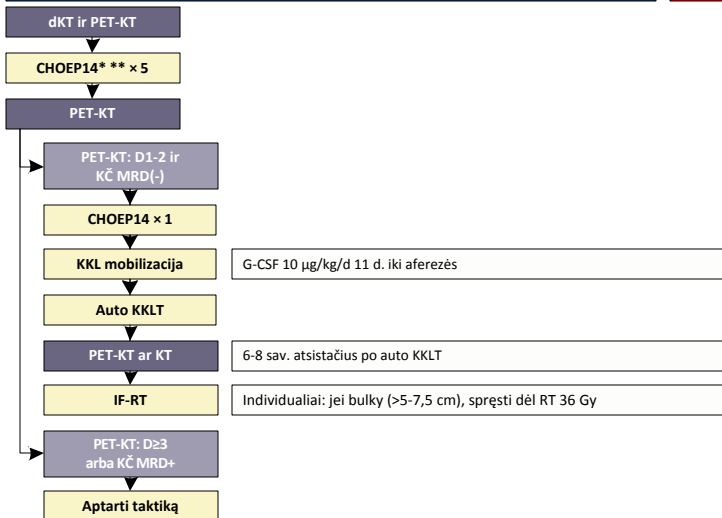 dKT ir PET-KT
CHOEP14* ** × 5
PET-KT
PET-KT: D1-2 ir
KČ MRD(-)
CHOEP14 × 1
KKL mobilizacija
G-CSF 10 µg/kg/d 11 d. iki aferezės
Auto KKLT
PET-KT ar KT
6-8 sav. atsistačius po auto KKLT
IF-RT
Individualiai: jei bulky (>5-7,5 cm), spręsti dėl RT 36 Gy
PET-KT: D≥3
arba KČ MRD+
Aptarti taktiką